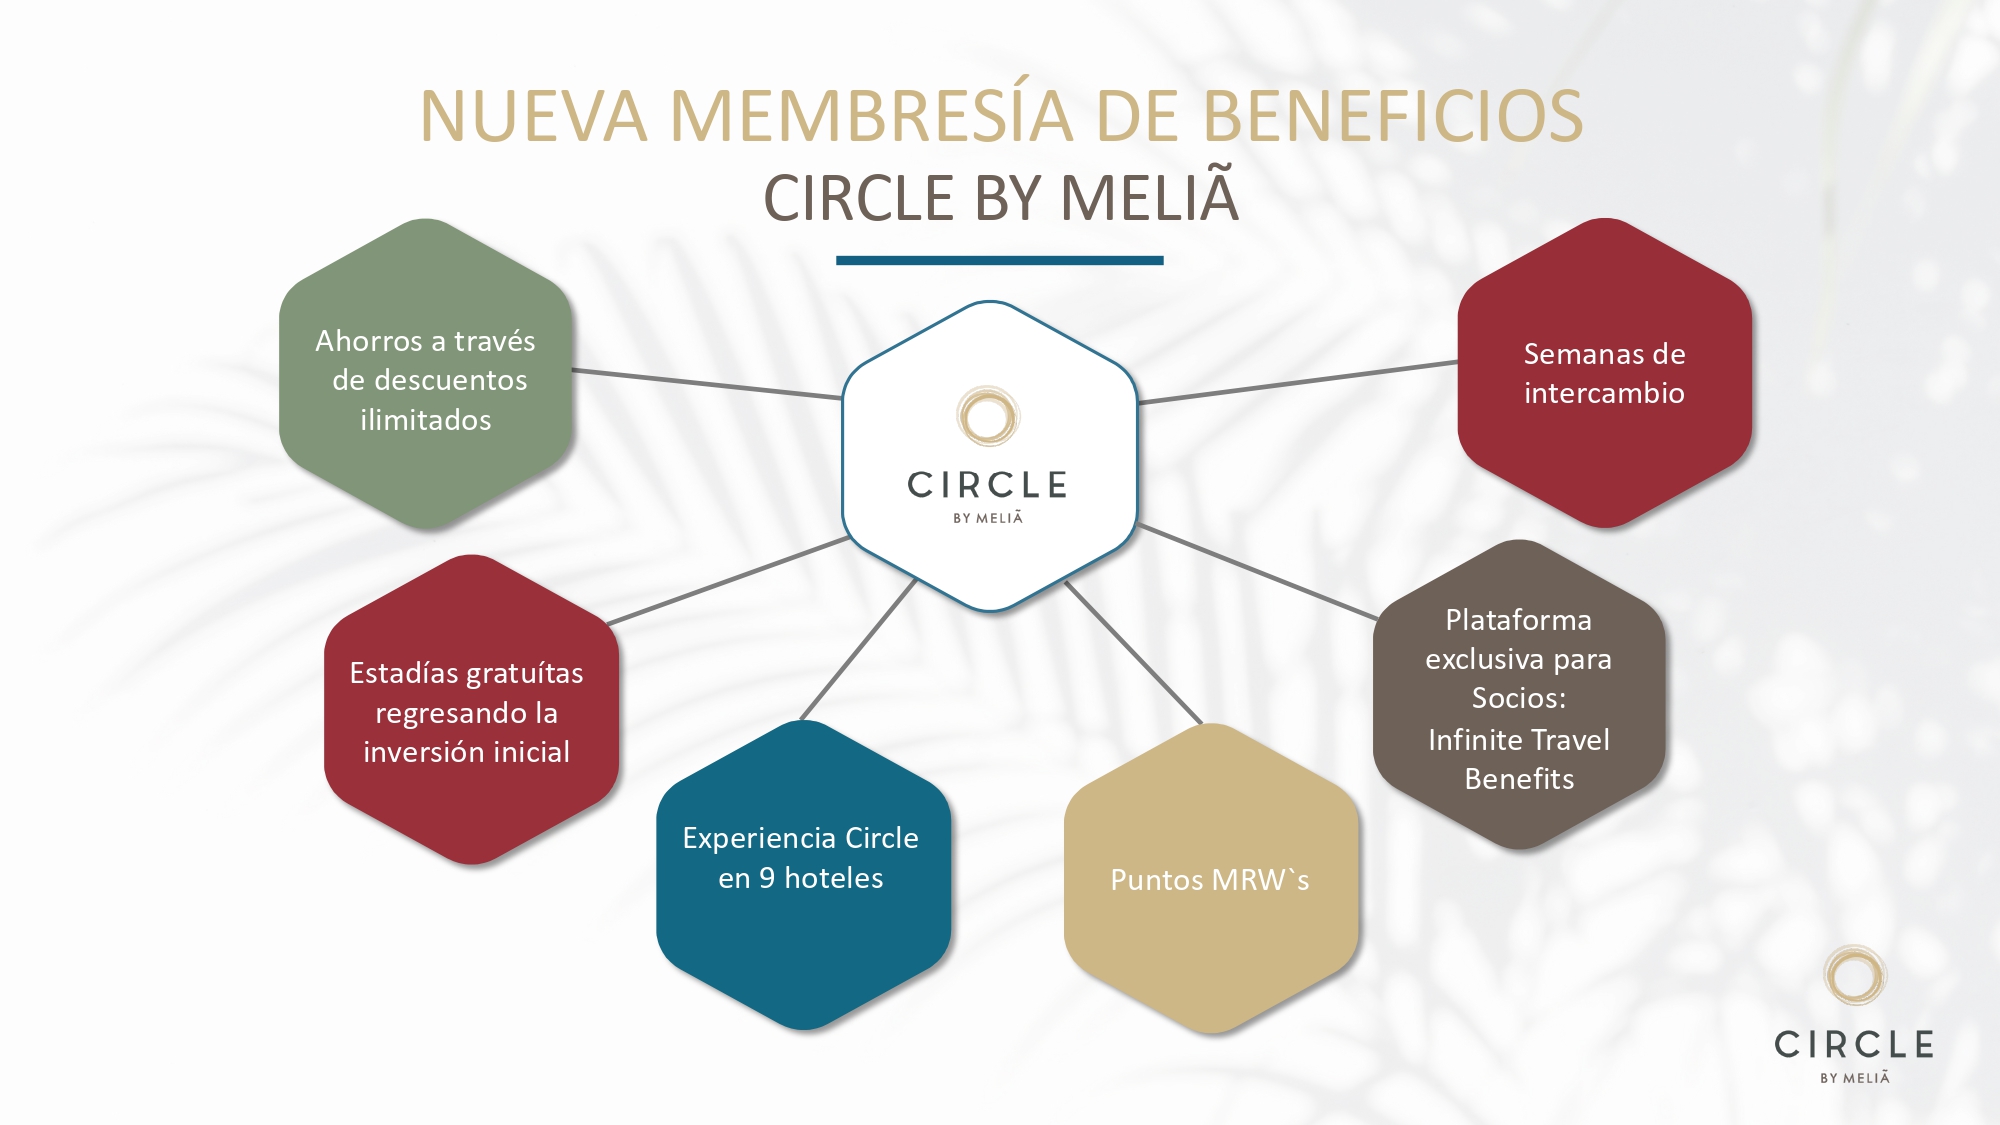 NUEVA MEMBRESÍA DE BENEFICIOS
CIRCLE BY MELIÃ
Ahorros a través
de descuentos
ilimitados
CIRCLE
BY MELIÃ
Semanas de
intercambio
Estadías gratuítas
regresando la
inversión inicial
Plataforma
exclusiva para
Socios:
Infinite Travel
Benefits
Experiencia Circle
en 9 hoteles
Puntos MRW`s
CIRCLE
BY MELIÃ